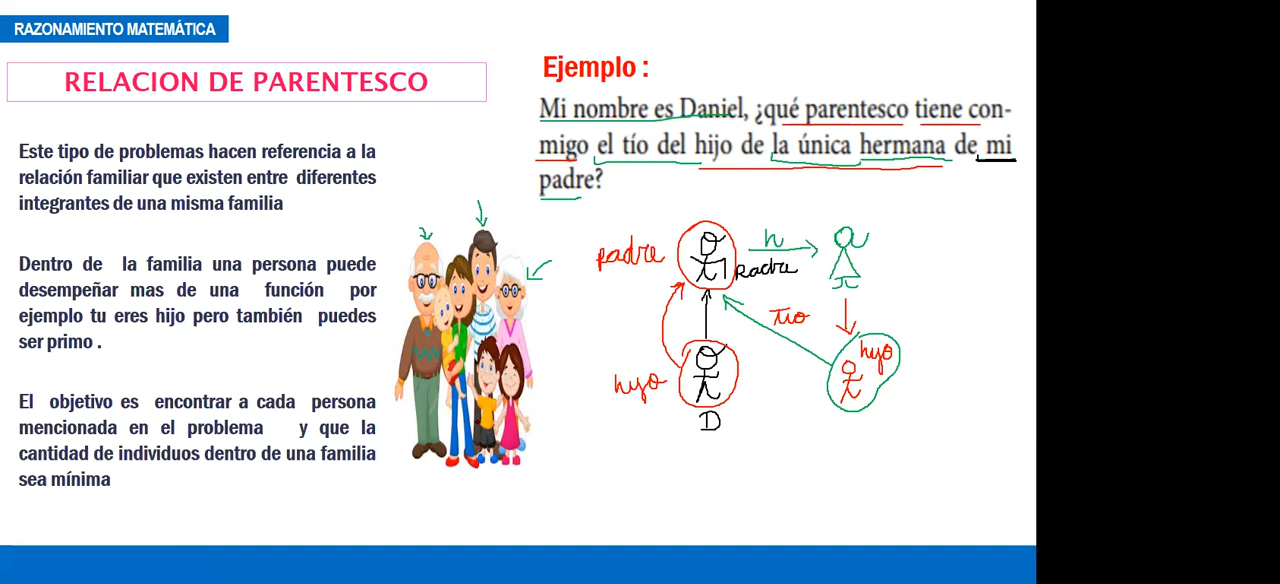 RAZONAMIENTO MATEMÁTICA
RELACION DE PARENTESCO
Este tipo de problemas hacen referencia a la
relación familiar que existen entre diferentes
integrantes de una misma familia
Dentro de la familia una persona puede
desempeñar mas de una función por
ejemplo tu eres hijo pero también puedes
ser primo .
El objetivo es encontrar a cada persona
mencionada en el problema y que la
cantidad de individuos dentro de una familia
sea mínima
Ejemplo :
Mi nombre es Daniel, ¿qué parentesco tiene con-
migo el tío del hijo de la única hermana de mi
padre?
padre
h
padre
tío
hijo
hijo
D